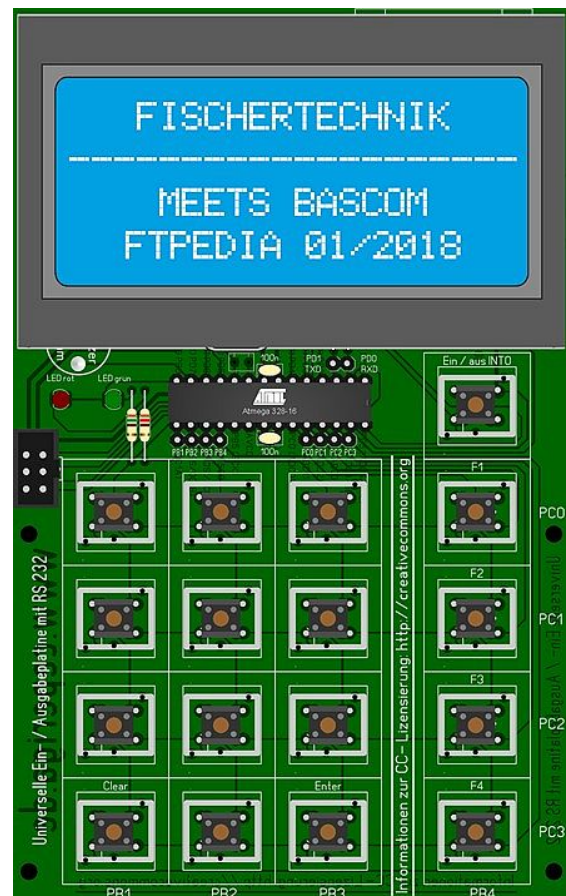 FISCHERTECHNIK
--------------------
MEETS BASCOM
FTPEDIA 01/2018
LED rot
LED grün
100n
PD1
TXD
PD0
RXD
Ein / aus INT0
Atmega 328-16
PB1 PB2 PB3 PB4
100n
PC0 PC1 PC2 PC3
F1
PC0
F2
PC1
F3
PC2
Clear
Enter
F4
PC3
PB1
PB2
PB3
PB4
Universelle Ein- / Ausgabeplatine mit RS 232
Informationen zur CC- Lizensierung: http://creativecommons.org